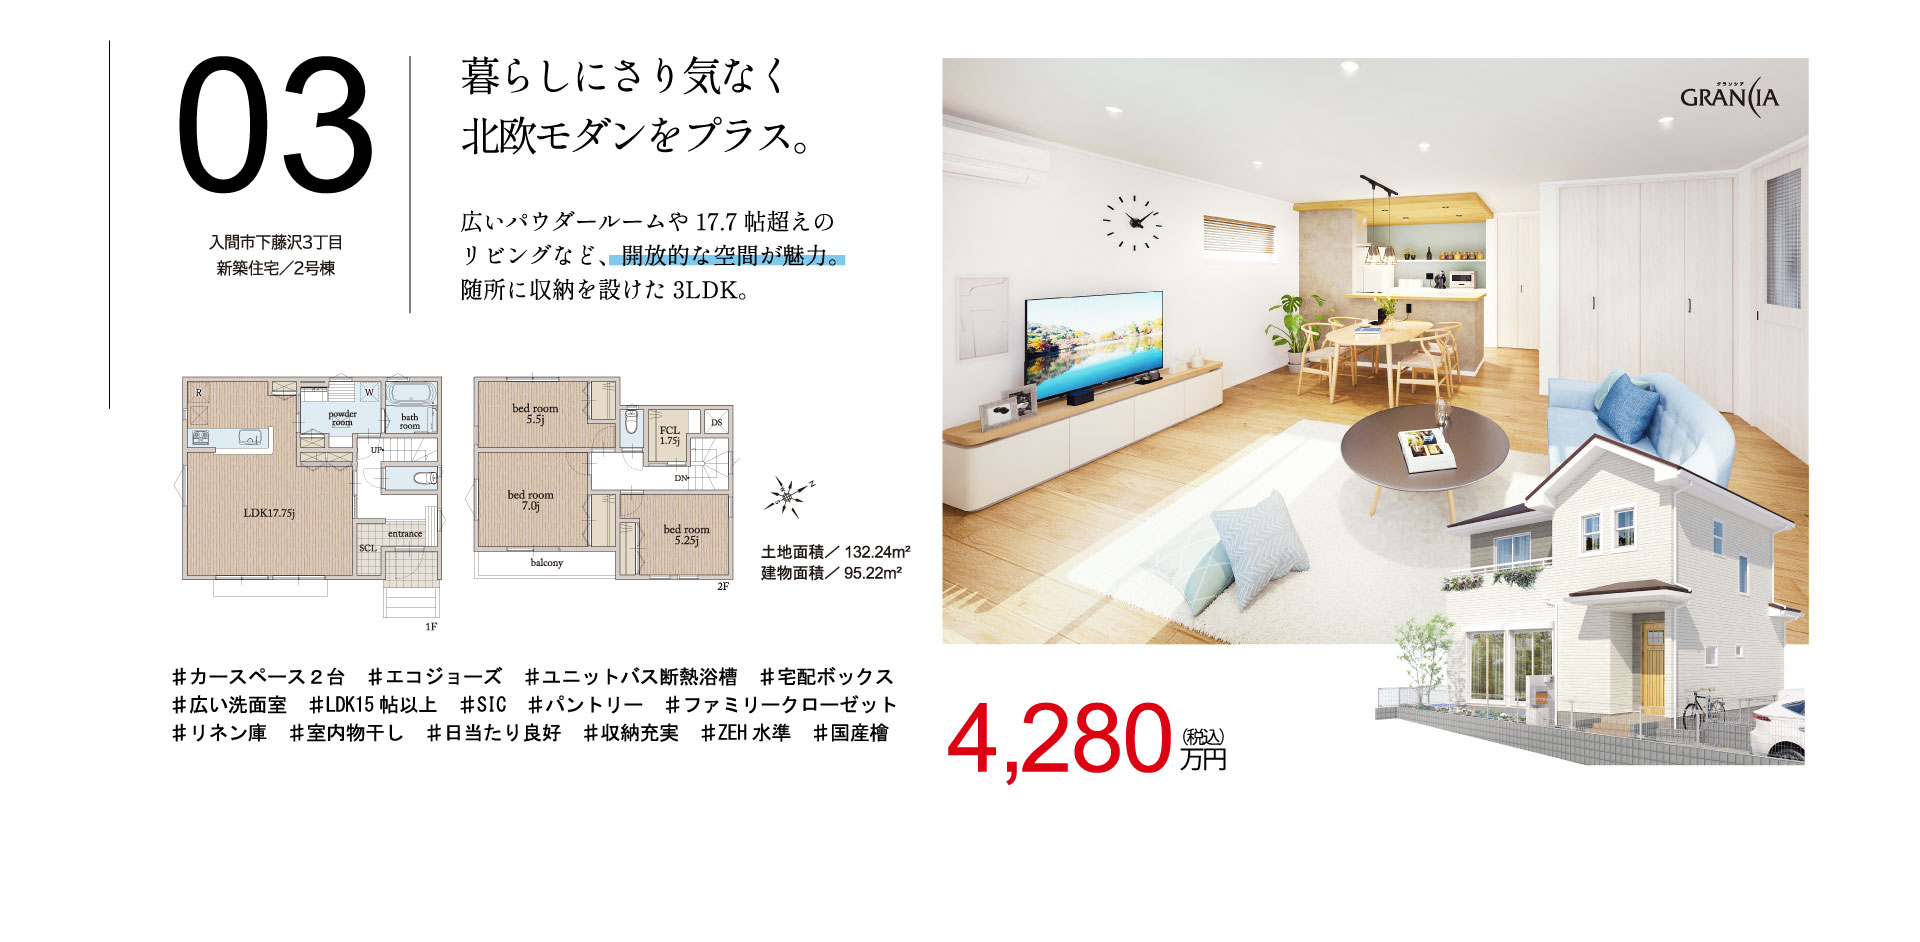 03
入間市下藤沢3丁目
新築住宅／2号棟
暮らしにさり気なく
北欧モダンをプラス。
広いパウダールームや 17.7 帖超えの
リビングなど、開放的な空間が魅力。
随所に収納を設けた 3LDK。
グランシア
GRANCIA
R
powder
room
W
bath
room
UP
LDK17.75j
entrance
SCL
1F
bed room
5.5j
FCL
1.75j
DS
DN
bed room
7.0j
bed room
5.25j
balcony
2F
N
S
土地面積／ 132.24m²
建物面積／ 95.22m²
#カースペース２台　#エコジョーズ　#ユニットバス断熱浴槽　#宅配ボックス
#広い洗面室　#LDK15 帖以上　#SIC　#パントリー　#ファミリークローゼット
#リネン庫　#室内物干し　#日当たり良好　#収納充実　#ZEH 水準　#国産檜
4,280
(税込)
万円